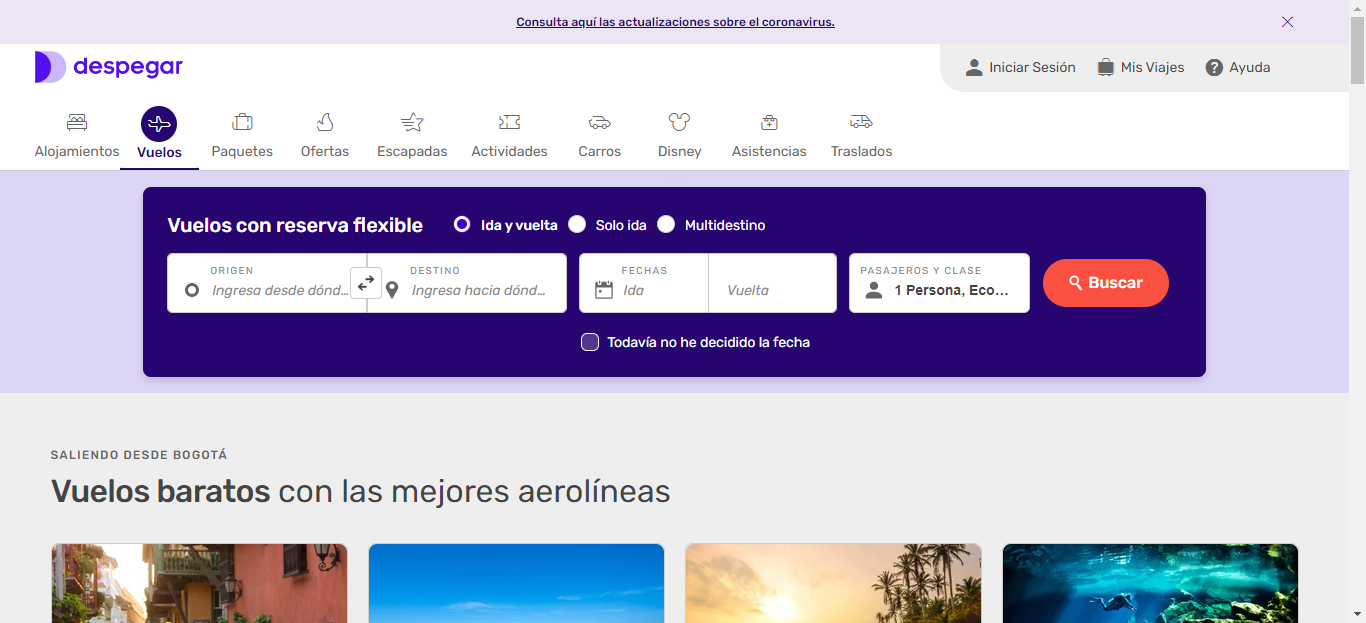 Consulta aquí las actualizaciones sobre el coronavirus.
despegar
Iniciar Sesión Mis Viajes ? Ayuda
Alojamientos Vuelos Paquetes Ofertas Escapadas Actividades Carros Disney Asistencias Traslados
Vuelos con reserva flexible Ida y vuelta Solo ida Multidestino
ORIGEN DESTINO FECHAS PASAJEROS Y CLASE
Ingresa desde dónd... Ingresa hacia dónd... Ida Vuelta 1 Persona, Eco... Buscar
Todavía no he decidido la fecha
SALIENDO DESDE BOGOTÁ
Vuelos baratos con las mejores aerolíneas